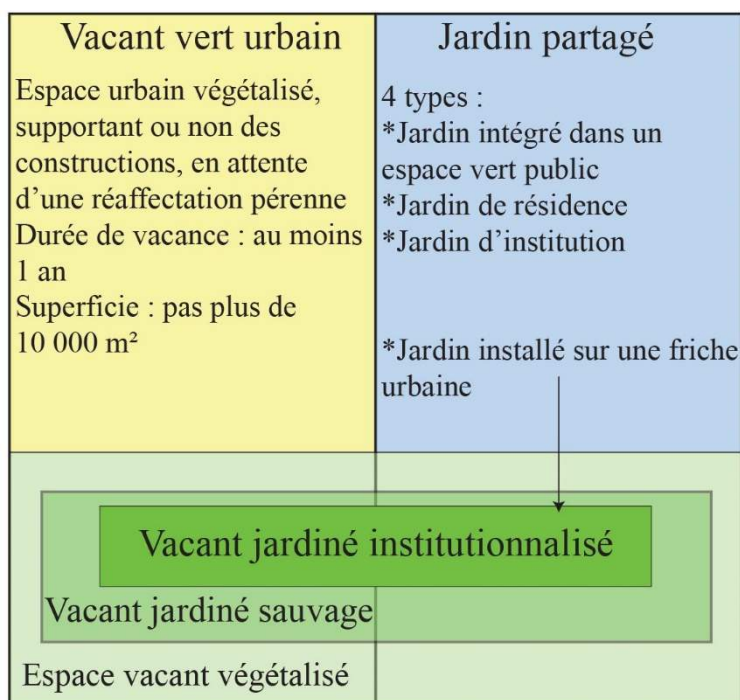 Vacant vert urbain
Espace urbain végétalisé,
supportant ou non des
constructions, en attente
d’une réaffectation pérenne
Durée de vacance : au moins
1 an
Superficie : pas plus de
10 000 m²
Jardin partagé
4 types :
*Jardin intégré dans un
espace vert public
*Jardin de résidence
*Jardin d’institution
*Jardin installé sur une friche
urbaine
Vacant jardiné institutionnalisé
Vacant jardiné sauvage
Espace vacant végétalisé